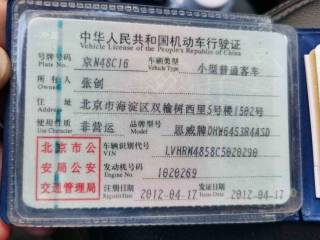 中华人民共和国机动车行驶证
Vehicle License of the People's Republic of China
号牌号码 京N48C16 车辆类型 小型普通客车
Plate No. Vehicle Type
所有人 张创
Owner
住址 北京市海淀区双榆树西里5号楼1502号
Address
使用性质 非营运 品牌型号 思威牌DHW6453R4ASD
Use Character Model
北京市公 车辆识别代号 LVHRM4858C5020290
VIN
安局公安 发动机号码 1020269
Engine No.
交通管理局 注册日期 2012-04-17 发证日期 2012-04-17
Register Date Issue Date